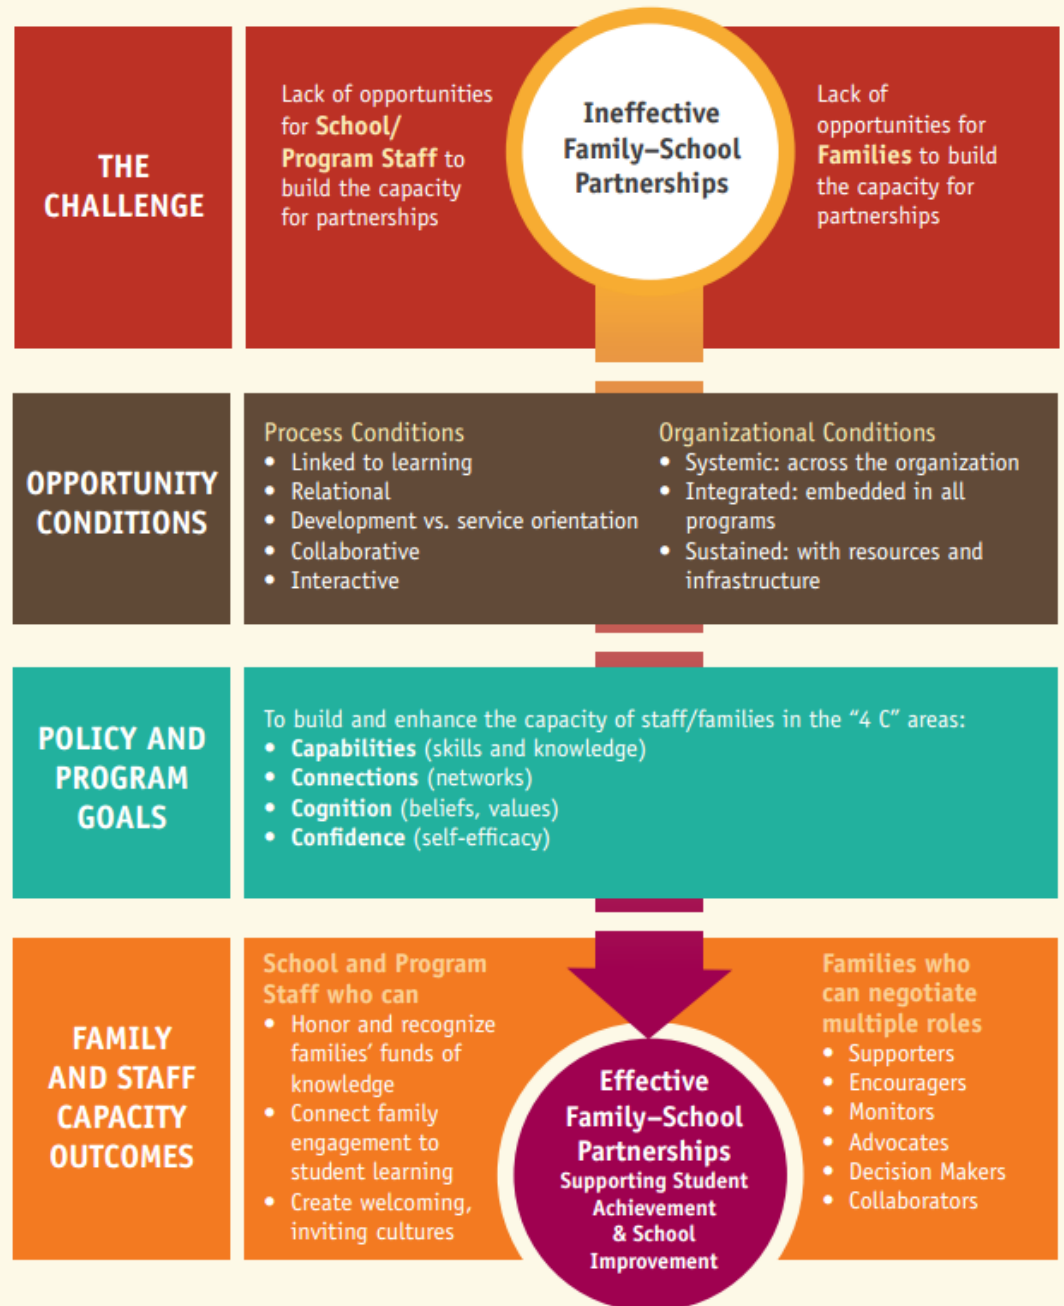 THE
CHALLENGE
Lack of opportunities
for School/
Program Staff to
build the capacity
for partnerships
Ineffective
Family–School
Partnerships
Lack of
opportunities for
Families to build
the capacity for
partnerships
OPPORTUNITY
CONDITIONS
Process Conditions
• Linked to learning
• Relational
• Development vs. service orientation
• Collaborative
• Interactive
Organizational Conditions
• Systemic: across the organization
• Integrated: embedded in all
programs
• Sustained: with resources and
infrastructure
POLICY AND
PROGRAM
GOALS
To build and enhance the capacity of staff/families in the “4 C” areas:
• Capabilities (skills and knowledge)
• Connections (networks)
• Cognition (beliefs, values)
• Confidence (self-efficacy)
FAMILY
AND STAFF
CAPACITY
OUTCOMES
School and Program
Staff who can
• Honor and recognize
families’ funds of
knowledge
• Connect family
engagement to
student learning
• Create welcoming,
inviting cultures
Effective
Family–School
Partnerships
Supporting Student
Achievement
& School
Improvement
Families who
can negotiate
multiple roles
• Supporters
• Encouragers
• Monitors
• Advocates
• Decision Makers
• Collaborators